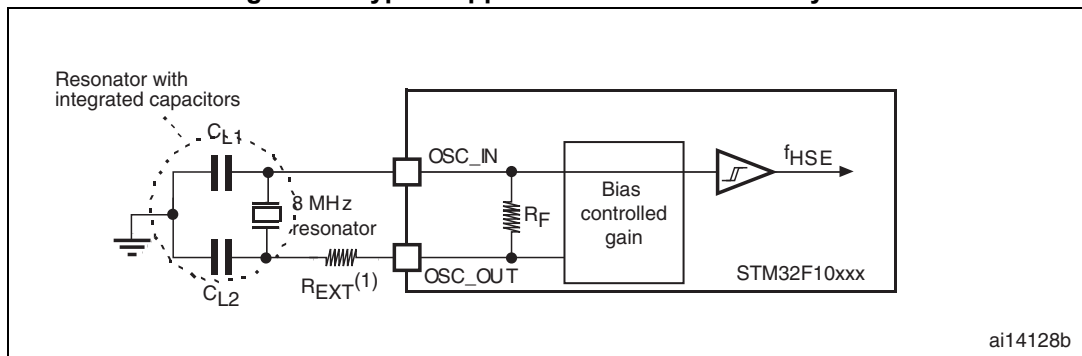 Resonator with
integrated capacitors
CL1
OSC_IN
fHSE
8 MHz
resonator
RF
Bias
controlled
gain
REXT(1)
OSC_OUT
STM32F10xxx
CL2
ai14128b